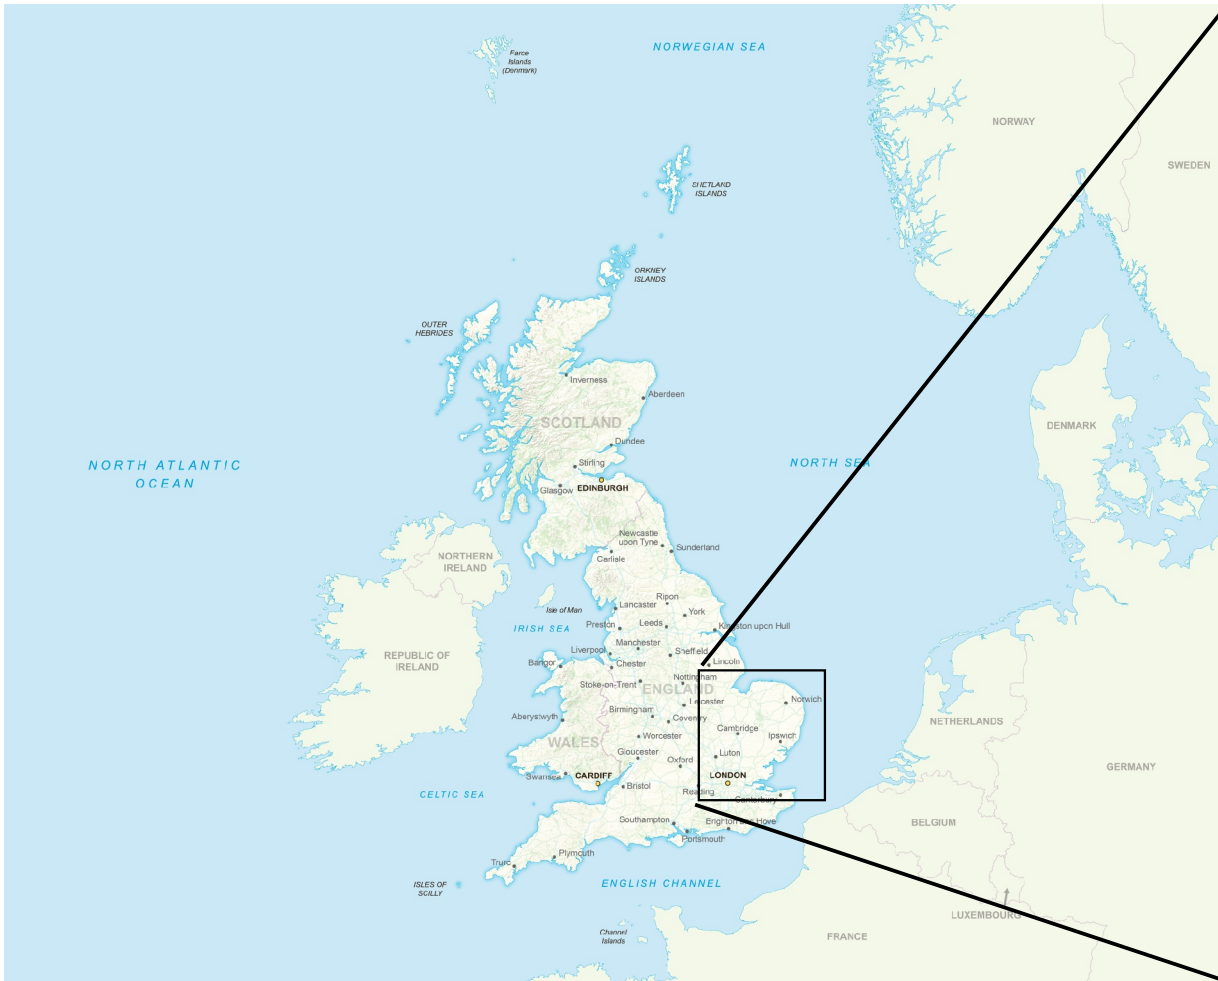 NORWEGIAN SEA
Faroe
Islands
(Denmark)
NORWAY
SWEDEN
SHETLAND
ISLANDS
ORKNEY
ISLANDS
OUTER
HEBRIDES
Inverness
Aberdeen
SCOTLAND
DENMARK
Dundee
NORTH ATLANTIC
OCEAN
NORTH SEA
Stirling
Glasgow
EDINBURGH
Newcastle
upon Tyne
Sunderland
Carlisle
NORTHERN
IRELAND
Isle of Man
Ripon
Lancaster
York
IRISH SEA
Preston
Leeds
Kingston upon Hull
Manchester
Liverpool
Sheffield
REPUBLIC OF
IRELAND
Bangor
Chester
Lincoln
Nottingham
Stoke-on-Trent
ENGLAND
Norwich
Leicester
Birmingham
Aberystwyth
Coventry
NETHERLANDS
Cambridge
Worcester
Ipswich
WALES
Gloucester
Luton
Oxford
GERMANY
Swansea
CARDIFF
LONDON
Bristol
Reading
CELTIC SEA
Canterbury
Southampton
Brighton and Hove
BELGIUM
Portsmouth
Plymouth
Truro
ISLES OF
SCILLY
ENGLISH CHANNEL
LUXEMBOURG
Channel
Islands
FRANCE